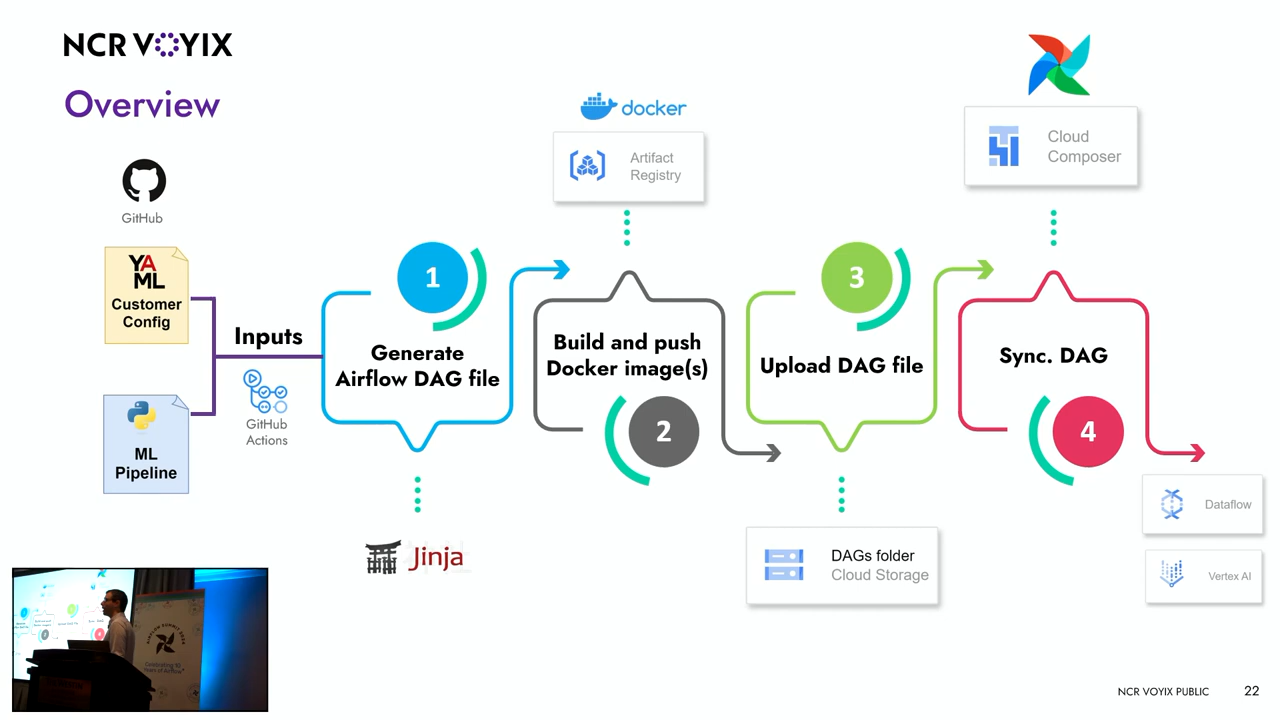 NCR VOYIX
Overview
GitHub
YA
ML
Customer
Config
ML
Pipeline
Inputs
GitHub
Actions
1
Generate
Airflow DAG file
Jinja
docker
Artifact
Registry
Build and push
Docker image(s)
2
3
Upload DAG file
DAGs folder
Cloud Storage
Cloud
Composer
Sync. DAG
4
Dataflow
Vertex AI
NCR VOYIX PUBLIC
22